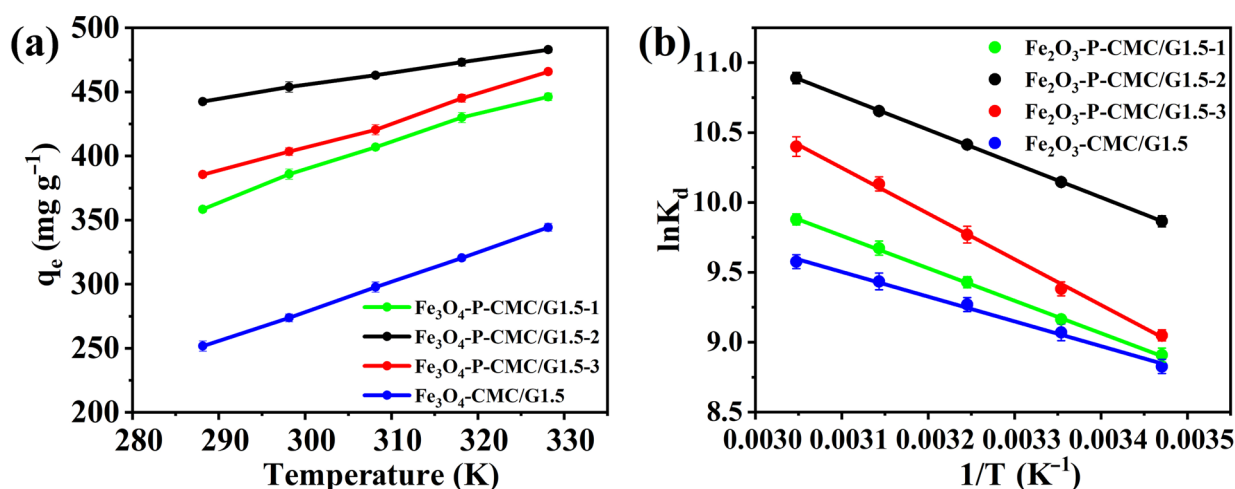 (a)
500
450
400
350
300
250
200
qₑ (mg g⁻¹)
280 290 300 310 320 330
Temperature (K)
Fe₃O₄-P-CMC/G1.5-1
Fe₃O₄-P-CMC/G1.5-2
Fe₃O₄-P-CMC/G1.5-3
Fe₃O₄-CMC/G1.5
(b)
11.0
10.5
10.0
9.5
9.0
8.5
lnK_d
0.0030 0.0031 0.0032 0.0033 0.0034 0.0035
1/T (K⁻¹)
Fe₂O₃-P-CMC/G1.5-1
Fe₂O₃-P-CMC/G1.5-2
Fe₂O₃-P-CMC/G1.5-3
Fe₂O₃-CMC/G1.5